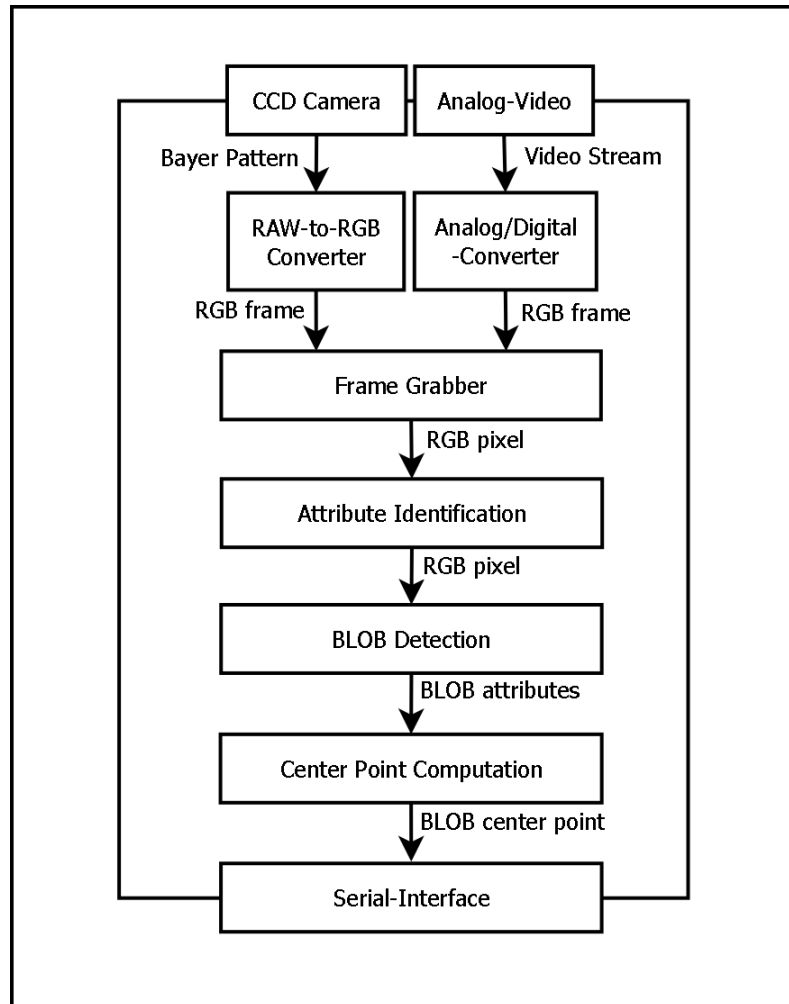 CCD Camera
Analog-Video
Bayer Pattern
Video Stream
RAW-to-RGB
Converter
Analog/Digital
-Converter
RGB frame
RGB frame
Frame Grabber
RGB pixel
Attribute Identification
RGB pixel
BLOB Detection
BLOB attributes
Center Point Computation
BLOB center point
Serial-Interface